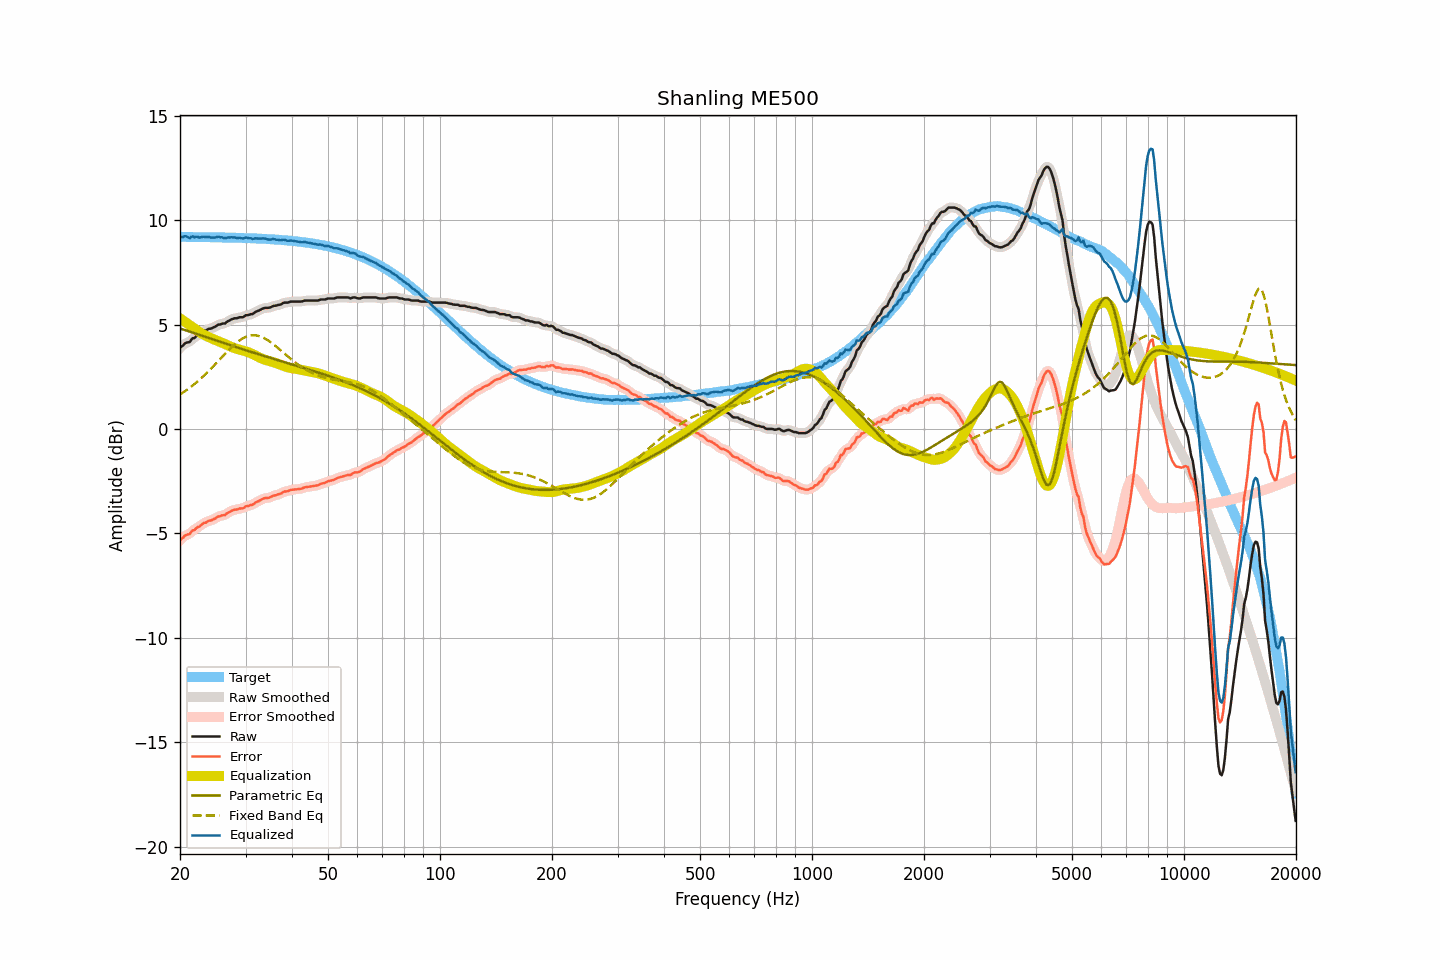 Shanling ME500
15
10
5
0
−5
−10
−15
−20
Amplitude (dBr)
Target
Raw Smoothed
Error Smoothed
Raw
Error
Equalization
Parametric Eq
Fixed Band Eq
Equalized
20 50 100 200 500 1000 2000 5000 10000 20000
Frequency (Hz)